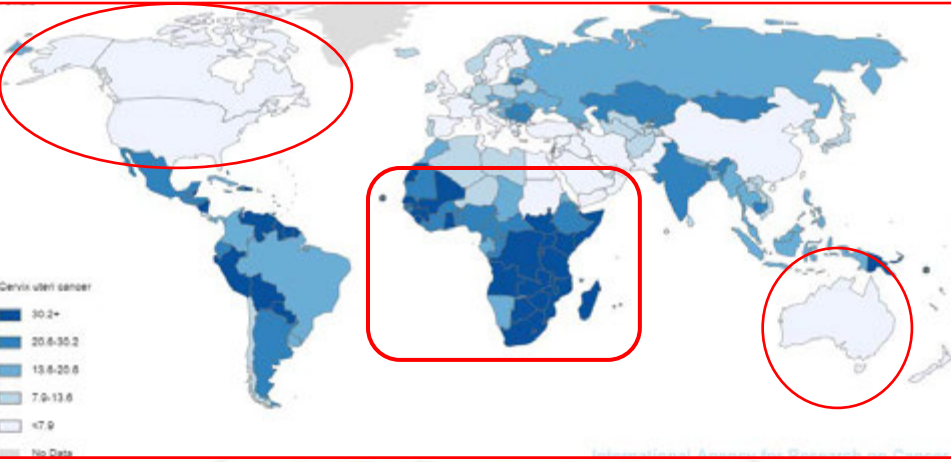 Cervix uteri cancer
30.2+
20.6-30.2
13.6-20.6
7.9-13.6
<7.9
No Data
International Agency for Research on Cancer